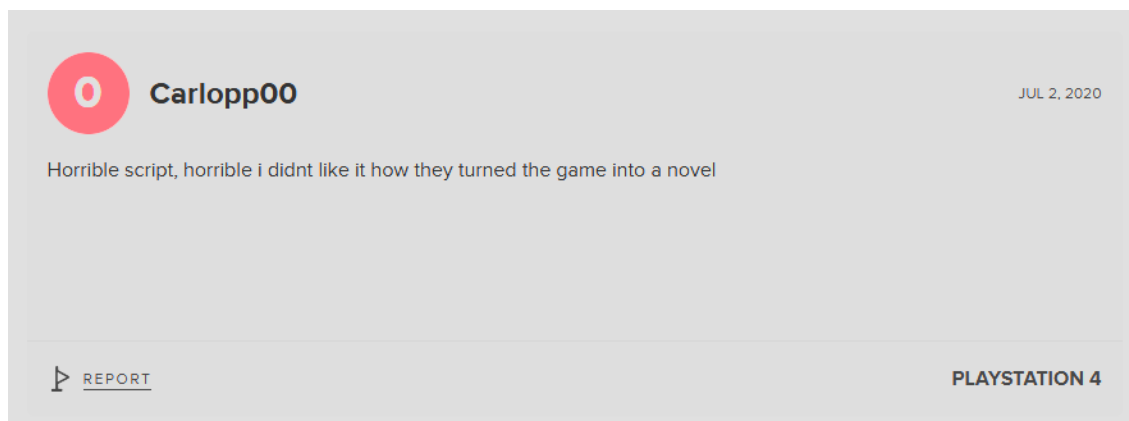 0
Carlopp00
JUL 2, 2020
Horrible script, horrible i didnt like it how they turned the game into a novel
REPORT
PLAYSTATION 4